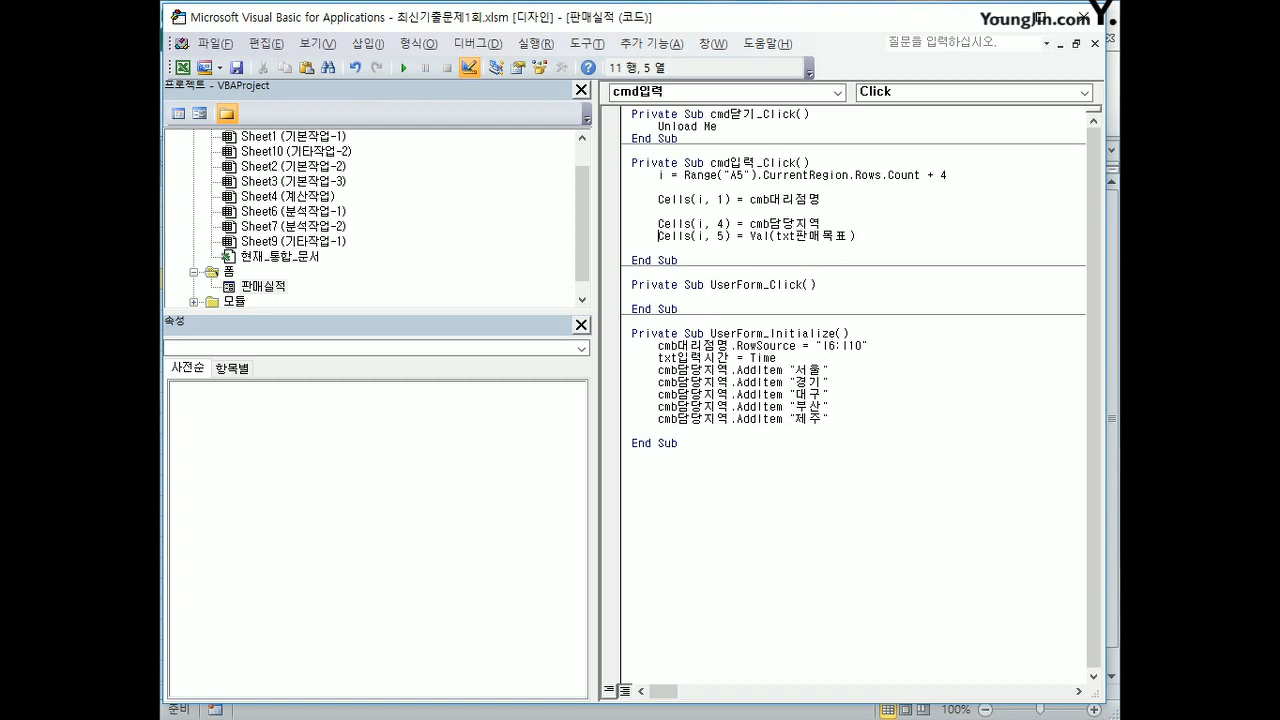 Microsoft Visual Basic for Applications - 최신기출문제1회.xlsm [디자인] - [판매실적 (코드)]
YoungJin.com Y.
파일(F) 편집(E) 보기(V) 삽입(I) 형식(O) 디버그(D) 실행(R) 도구(T) 추가 기능(A) 창(W) 도움말(H) 질문을 입력하십시오.
11 행, 5 열
프로젝트 - VBAProject
Sheet1 (기본작업-1)
Sheet10 (기타작업-2)
Sheet2 (기본작업-2)
Sheet3 (기본작업-3)
Sheet4 (계산작업)
Sheet6 (분석작업-1)
Sheet7 (분석작업-2)
Sheet9 (기타작업-1)
현재_통합_문서
폼
판매실적
모듈
속성
사전순 항목별
cmd입력 Click
Private Sub cmd닫기_Click()
Unload Me
End Sub
Private Sub cmd입력_Click()
i = Range("A5").CurrentRegion.Rows.Count + 4
Cells(i, 1) = cmb대리점명
Cells(i, 4) = cmb담당지역
Cells(i, 5) = Val(txt판매목표)
End Sub
Private Sub UserForm_Click()
End Sub
Private Sub UserForm_Initialize()
cmb대리점명.RowSource = "I6:I10"
txt입력시간 = Time
cmb담당지역.AddItem "서울"
cmb담당지역.AddItem "경기"
cmb담당지역.AddItem "대구"
cmb담당지역.AddItem "부산"
cmb담당지역.AddItem "제주"
End Sub
준비 100%